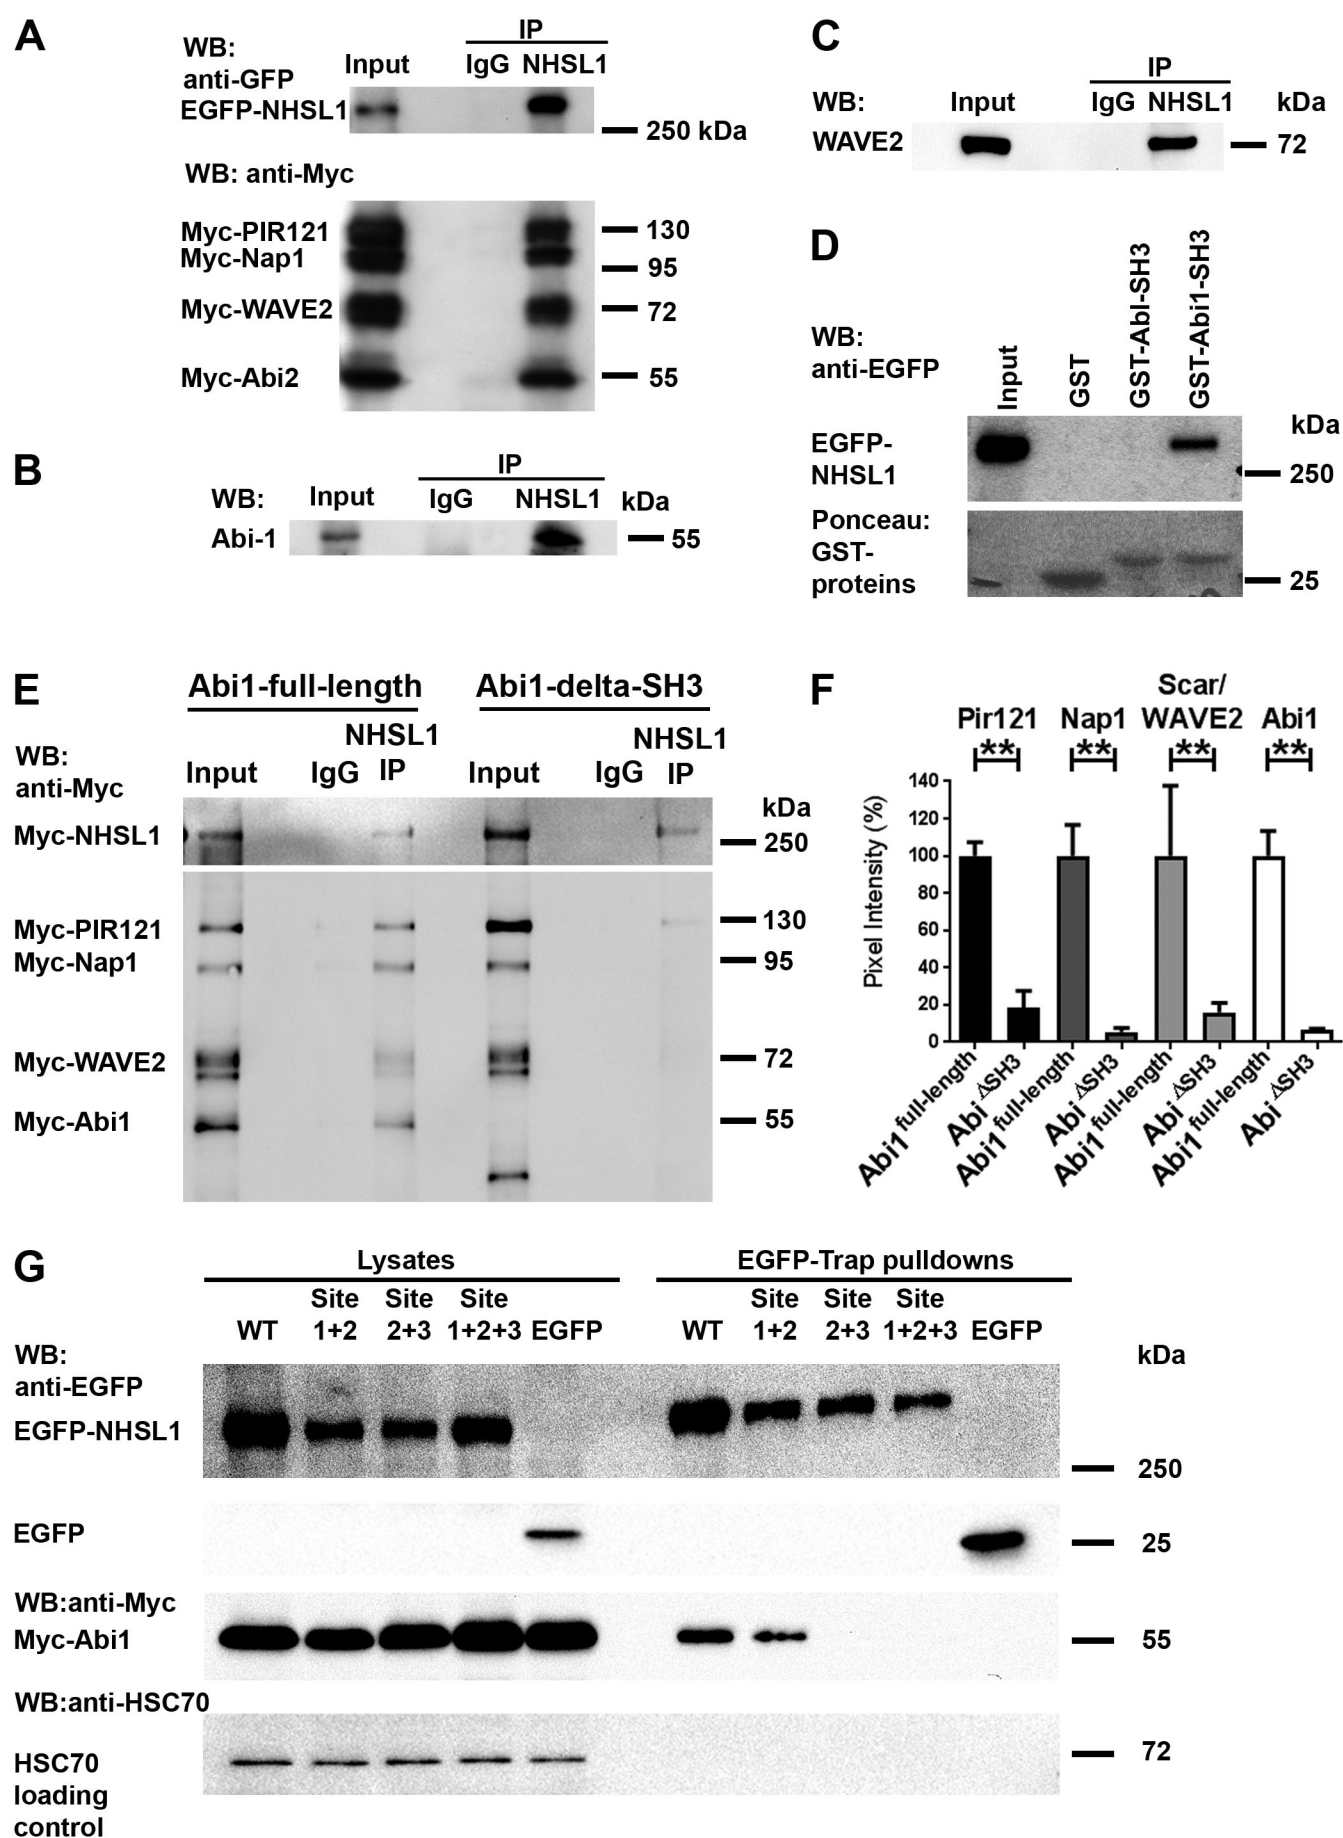 A
WB:
anti-GFP
EGFP-NHSL1
Input
IP
IgG NHSL1
250 kDa
WB: anti-Myc
Myc-PIR121
Myc-Nap1
Myc-WAVE2
Myc-Abi2
130
95
72
55
B
WB:
Abi-1
Input
IP
IgG
NHSL1
kDa
55
C
WB:
WAVE2
Input
IP
IgG NHSL1
kDa
72
D
WB:
anti-EGFP
Input
GST
GST-Abl-SH3
GST-Abi1-SH3
EGFP-
NHSL1
kDa
250
Ponceau:
GST-
proteins
25
E
Abi1-full-length
Abi1-delta-SH3
WB:
anti-Myc
Input
IgG
NHSL1
IP
Input
IgG
NHSL1
IP
kDa
Myc-NHSL1
250
Myc-PIR121
130
Myc-Nap1
95
Myc-WAVE2
72
Myc-Abi1
55
F
Pir121
Nap1
Scar/
WAVE2
Abi1
**
**
**
**
Pixel Intensity (%)
140
120
100
80
60
40
20
0
Abi1 full-length
Abi ΔSH3
Abi1 full-length
Abi ΔSH3
Abi1 full-length
Abi ΔSH3
Abi1 full-length
Abi ΔSH3
G
Lysates
EGFP-Trap pulldowns
WT
Site
1+2
Site
2+3
Site
1+2+3
EGFP
WT
Site
1+2
Site
2+3
Site
1+2+3
EGFP
WB:
anti-EGFP
EGFP-NHSL1
kDa
250
EGFP
25
WB:anti-Myc
Myc-Abi1
55
WB:anti-HSC70
HSC70
loading
control
72